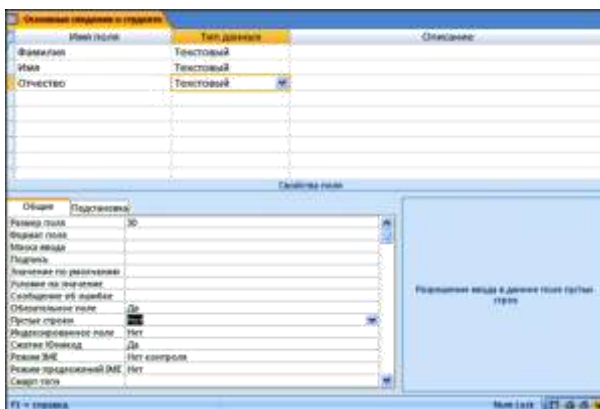 Основные сведения о студенте
Имя поля Тип данных Описание
Фамилия Текстовый
Имя Текстовый
Отчество Текстовый
Свойства поля
Общие Подстановка
Размер поля 30
Формат поля
Маска ввода
Подпись
Значение по умолчанию
Условие на значение
Сообщение об ошибке
Обязательное поле Да
Пустые строки
Индексированное поле Нет
Сжатие Юникод Да
Режим IME Нет контроля
Режим предложений IME Нет
Смарт-теги
Разрешение ввода в данное поле пустых
строк
F1 = справка. Num Lock